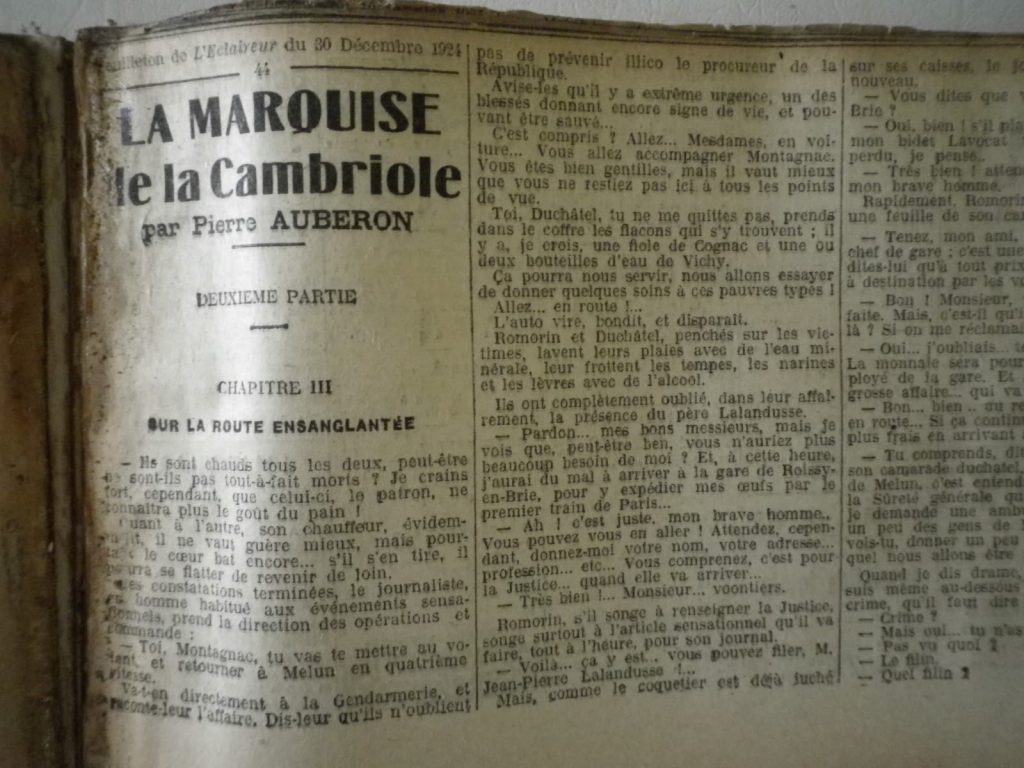 Feuilleton de L'Eclaireur du 30 Décembre 1924
44
LA MARQUISE
de la Cambriole
par Pierre AUBERON
DEUXIEME PARTIE
CHAPITRE III
SUR LA ROUTE ENSANGLANTÉE
— Ils sont chauds tous les deux, peut-être
ne sont-ils pas tout-à-fait morts ? Je crains
fort, cependant, que celui-ci, le patron, ne
connaitra plus le goût du pain !
Quant à l'autre, son chauffeur, évidem-
il ne vaut guère mieux, mais pour-
le cœur bat encore... s'il s'en tire, il
pourra se flatter de revenir de loin.
Ces constatations terminées, le journaliste,
en homme habitué aux événements sensa-
tionnels, prend la direction des opérations et
commande :
— Toi, Montagnac, tu vas te mettre au vo-
lant et retourner à Melun en quatrième
vitesse.
Va-t-en directement à la Gendarmerie, et
raconte-leur l'affaire. Dis-leur qu'ils n'oublient
pas de prévenir illico le procureur de la
République.
Avise-les qu'il y a extrême urgence, un des
blessés donnant encore signe de vie, et pou-
vant être sauvé...
C'est compris ? Allez... Mesdames, en voi-
ture... Vous allez accompagner Montagnac.
Vous êtes bien gentilles, mais il vaut mieux
que vous ne restiez pas ici à tous les points
de vue.
Toi, Duchâtel, tu ne me quittes pas, prends
dans le coffre les flacons qui s'y trouvent ; il
y a, je crois, une fiole de Cognac et une ou
deux bouteilles d'eau de Vichy.
Ça pourra nous servir, nous allons essayer
de donner quelques soins à ces pauvres types !
Allez... en route !...
L'auto vire, bondit, et disparaît.
Romorin et Duchâtel, penchés sur les vic-
times, lavent leurs plaies avec de l'eau mi-
nérale, leur frottent les tempes, les narines
et les lèvres avec de l'alcool.
Ils ont complètement oublié, dans leur affai-
rement, la présence du père Lalandusse.
— Pardon... mes bons messieurs, mais je
vois que, peut-être ben, vous n'auriez plus
beaucoup besoin de moi ? Et, à cette heure,
j'aurai du mal à arriver à la gare de Roissy-
en-Brie, pour y expédier mes œufs par le
premier train de Paris...
— Ah ! c'est juste, mon brave homme..
Vous pouvez vous en aller ! Attendez, cepen-
dant, donnez-moi votre nom, votre adresse...
profession... etc... Vous comprenez, c'est pour
la Justice... quand elle va arriver...
— Très bien !... Monsieur... voontiers.
Romorin, s'il songe à renseigner la Justice,
songe surtout à l'article sensationnel qu'il va
faire, tout à l'heure, pour son journal.
— Voilà... ça y est... vous pouvez filer, M.
Jean-Pierre Lalandusse !...
Mais, comme le coquetier est déjà juché
sur ses caisses, le jo
nouveau.
— Vous dites que
Brie ?
— Oui, bien ! s'il pla
mon bidet Lavocat
perdu, je pense..
— Très bien ! atten
mon brave homme.
Rapidement, Romorin
une feuille de son ca
— Tenez, mon ami,
chef de gare ; c'est une
dites-lui qu'à tout prix
à destination par les vo
— Bon ! Monsieur,
faite. Mais, c'est-il qu'i
là ? Si on me réclamai
— Oui... j'oubliais... te
La monnaie sera pour
ployé de la gare. Et
grosse affaire... qui va
— Bon... bien .. au re
en route... Si ça continu
plus frais en arrivant
— Tu comprends, dit
son camarade duchatel,
de Melun, c'est entend
la Sûreté générale qu
je demande une ambu
un peu des gens de l
vois-tu, donner un peu
quel nous allons être
Quand je dis drame,
suis même au-dessous
crime, qu'il faut dire
— Crime ?
— Mais oui... tu n'as
— Pas vu quoi ?
— Le filin.
— Quel filin ?